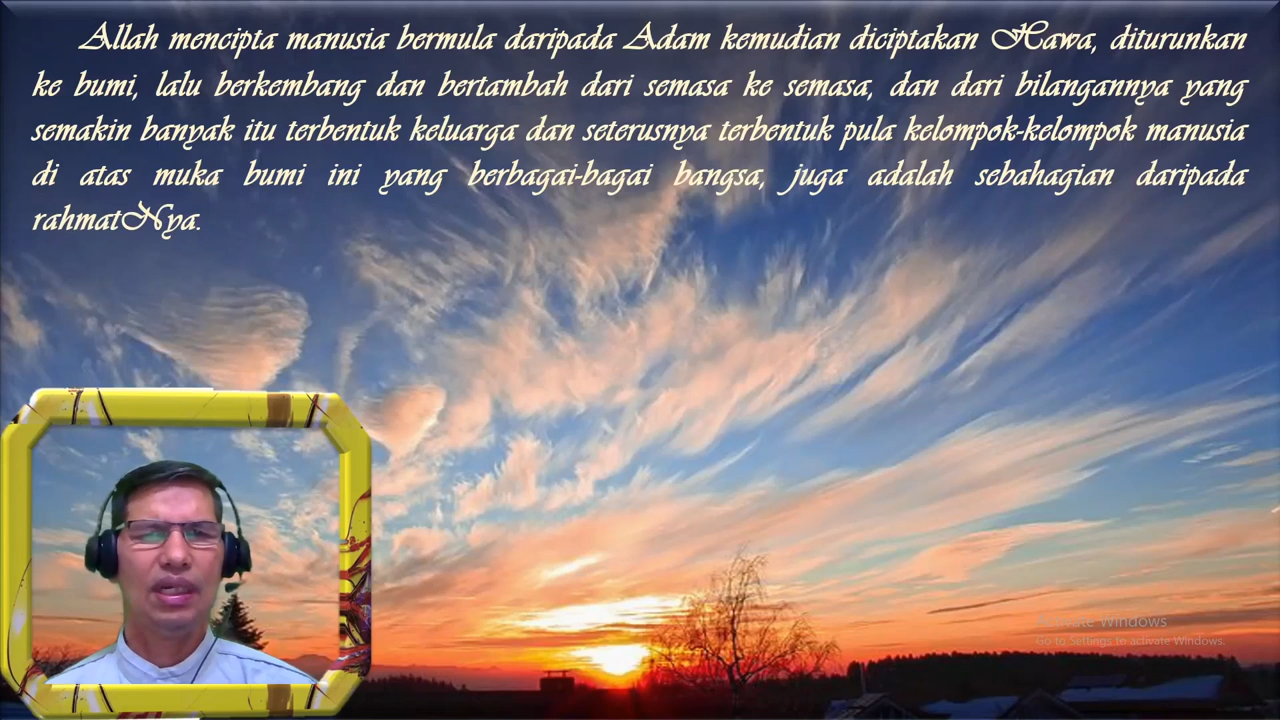 Allah mencipta manusia bermula daripada Adam kemudian diciptakan Hawa, diturunkan
ke bumi, lalu berkembang dan bertambah dari semasa ke semasa, dan dari bilangannya yang
semakin banyak itu terbentuk keluarga dan seterusnya terbentuk pula kelompok-kelompok manusia
di atas muka bumi ini yang berbagai-bagai bangsa, juga adalah sebahagian daripada
rahmatNya.
Activate Windows
Go to Settings to activate Windows.